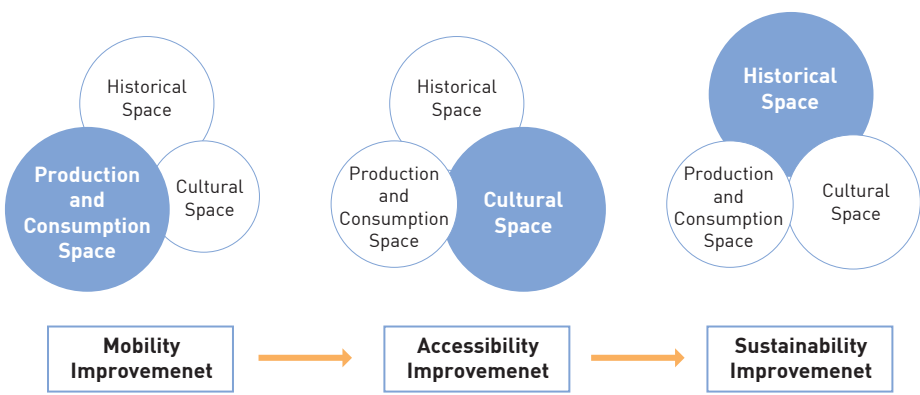 Historical
Space
Production
and
Consumption
Space
Cultural
Space
Historical
Space
Production
and
Consumption
Space
Cultural
Space
Historical
Space
Production
and
Consumption
Space
Cultural
Space
Mobility
Improvemenet
Accessibility
Improvemenet
Sustainability
Improvemenet